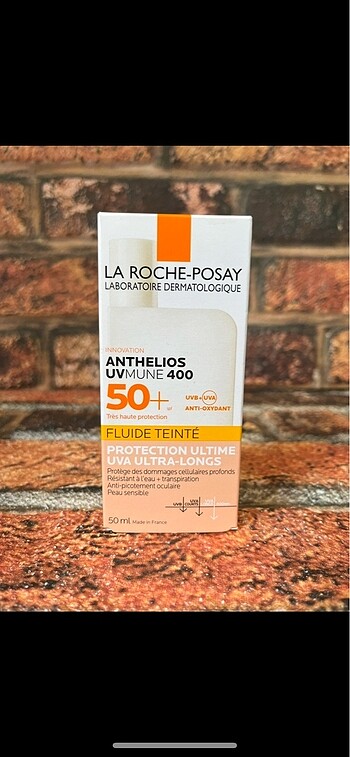 LA ROCHE-POSAY
LABORATOIRE DERMATOLOGIQUE
INNOVATION
ANTHELIOS
UVMUNE 400
50+
UVB+UVA
ANTI-OXYDANT
Très haute protection
FLUIDE TEINTÉ
PROTECTION ULTIME
UVA ULTRA-LONGS
Protège des dommages cellulaires profonds
Résistant à l'eau + transpiration
Anti-picotement oculaire
Peau sensible
UVB
50 ml Made in France